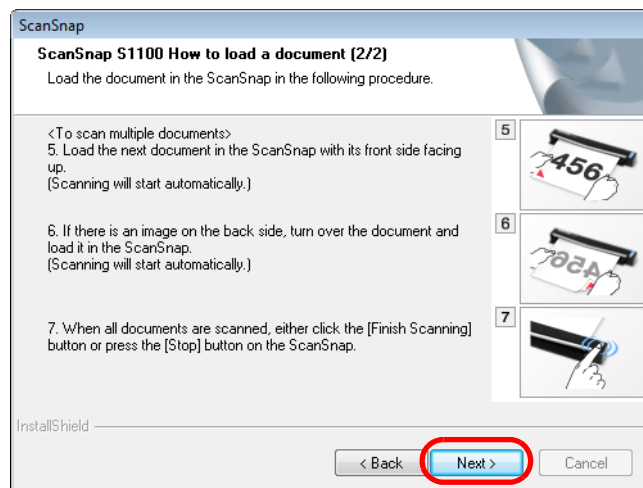 ScanSnap
ScanSnap S1100 How to load a document (2/2)
Load the document in the ScanSnap in the following procedure.
<To scan multiple documents>
5. Load the next document in the ScanSnap with its front side facing
up.
(Scanning will start automatically.)
5
456
6. If there is an image on the back side, turn over the document and
load it in the ScanSnap.
(Scanning will start automatically.)
6
456
7. When all documents are scanned, either click the [Finish Scanning]
button or press the [Stop] button on the ScanSnap.
7
InstallShield
< Back
Next >
Cancel